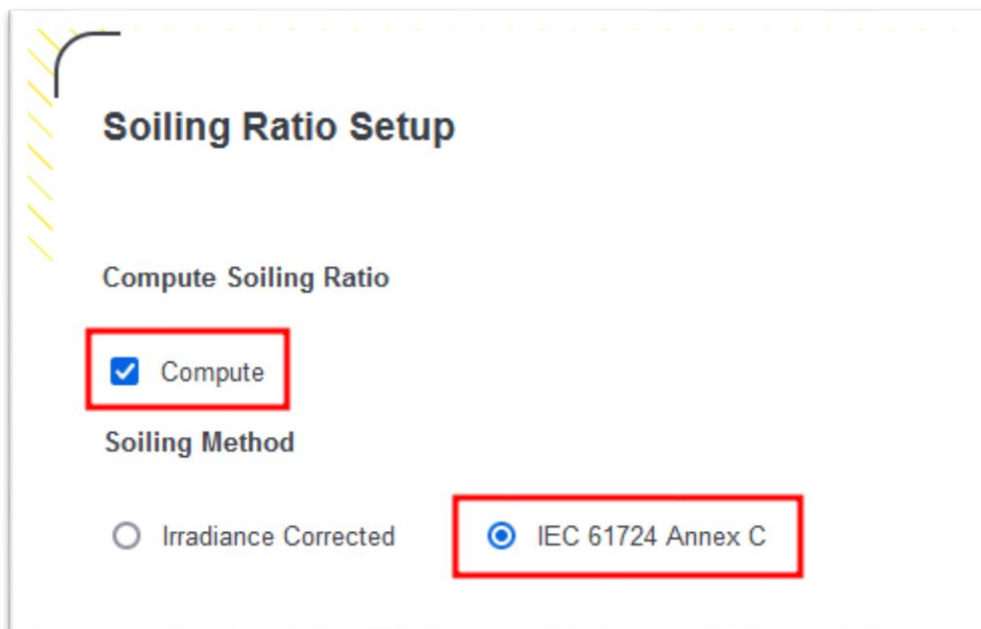 Soiling Ratio Setup
Compute Soiling Ratio
Compute
Soiling Method
Irradiance Corrected IEC 61724 Annex C